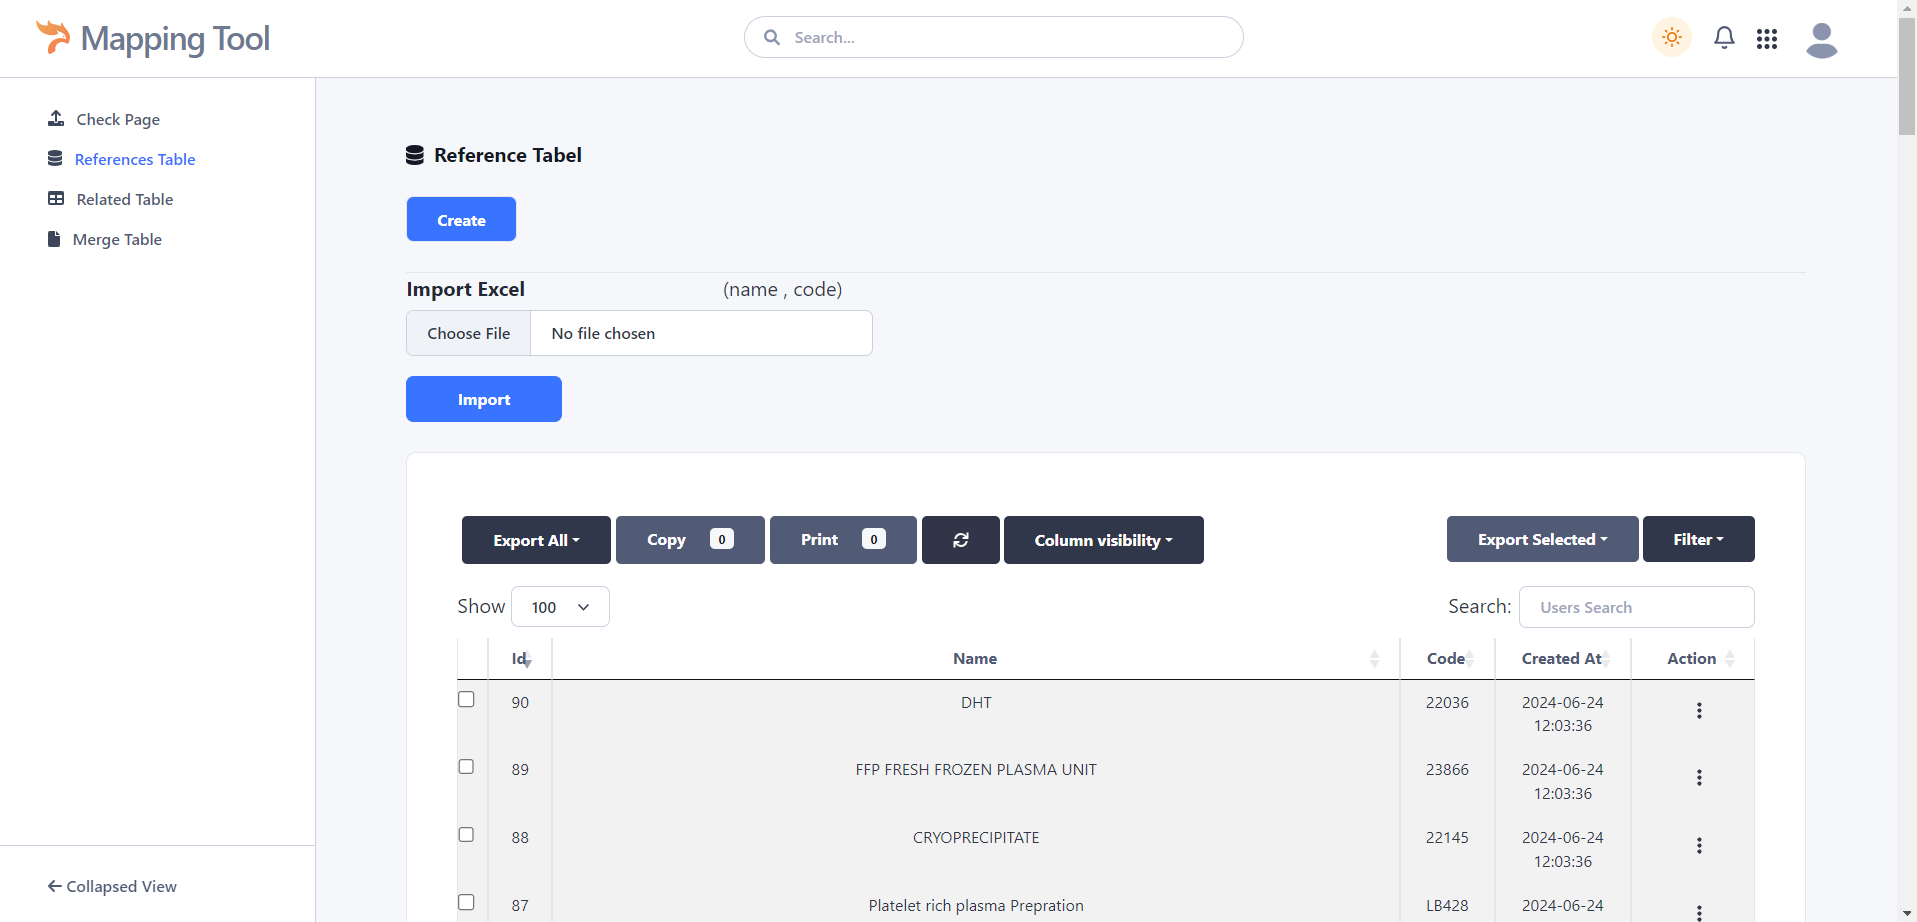 Mapping Tool
Search...
Check Page
References Table
Related Table
Merge Table
Collapsed View
Reference Tabel
Create
Import Excel (name , code)
Choose File No file chosen
Import
Export All Copy 0 Print 0 Column visibility Export Selected Filter
Show 100 Search: Users Search
Id Name Code Created At Action
90 DHT 22036 2024-06-24
12:03:36
89 FFP FRESH FROZEN PLASMA UNIT 23866 2024-06-24
12:03:36
88 CRYOPRECIPITATE 22145 2024-06-24
12:03:36
87 Platelet rich plasma Prepration LB428 2024-06-24